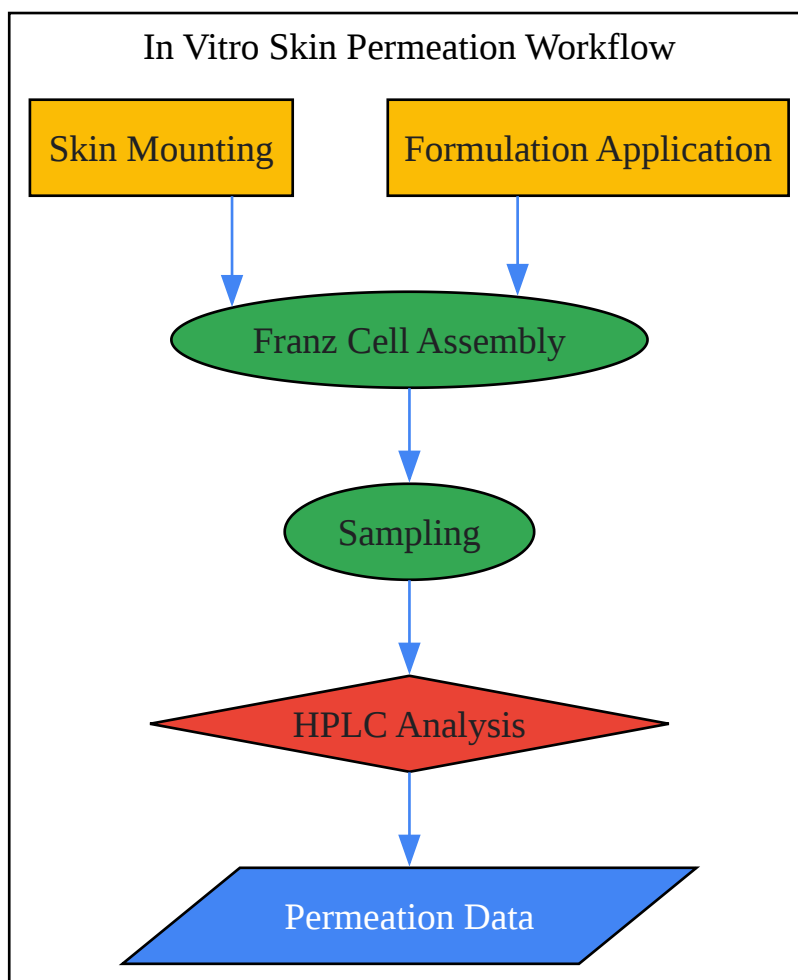 In Vitro Skin Permeation Workflow
Skin Mounting
Formulation Application
Franz Cell Assembly
Sampling
HPLC Analysis
Permeation Data